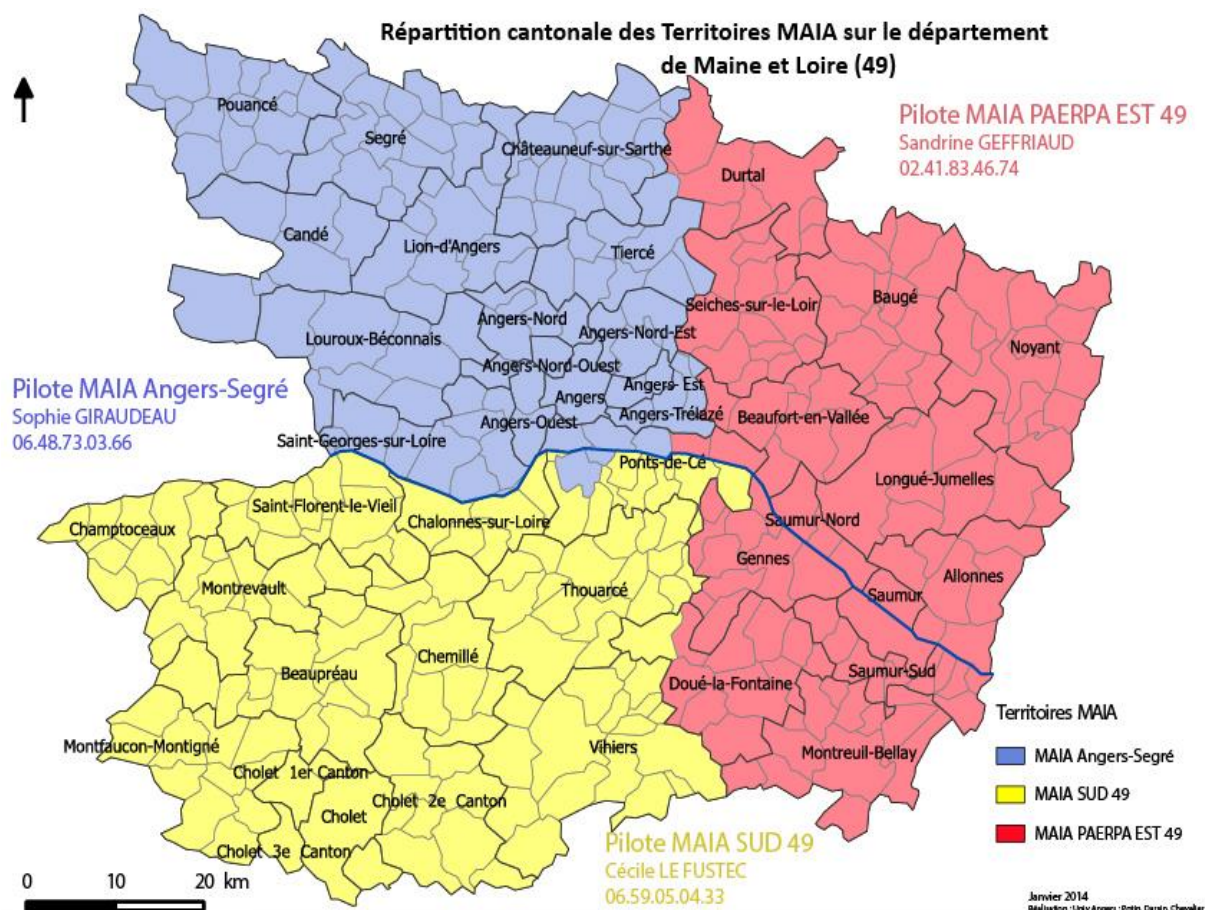 Répartition cantonale des Territoires MAIA sur le département
de Maine et Loire (49)
Pilote MAIA PAERPA EST 49
Sandrine GEFFRIAUD
02.41.83.46.74
Pouancé
Segré
Châteauneuf-sur-Sarthe
Durtal
Candé
Lion-d'Angers
Tiercé
Seiches-sur-le-Loir
Baugé
Noyant
Louroux-Béconnais
Angers-Nord
Angers-Nord-Est
Angers-Nord-Ouest
Angers- Est
Angers
Angers-Trélazé
Angers-Ouest
Beaufort-en-Vallée
Pilote MAIA Angers-Segré
Sophie GIRAUDEAU
06.48.73.03.66
Saint-Georges-sur-Loire
Ponts-de-Cé
Longué-Jumelles
Saint-Florent-le-Vieil
Chalonnes-sur-Loire
Champtoceaux
Saumur-Nord
Gennes
Montrevault
Thouarcé
Saumur
Allonnes
Chemillé
Beaupréau
Doué-la-Fontaine
Saumur-Sud
Montfaucon-Montigné
Vihiers
Montreuil-Bellay
Cholet 1er Canton
Cholet 2e Canton
Cholet
Cholet 3e Canton
Territoires MAIA
MAIA Angers-Segré
MAIA SUD 49
MAIA PAERPA EST 49
Pilote MAIA SUD 49
Cécile LE FUSTEC
06.59.05.04.33
0 10 20 km
Janvier 2014